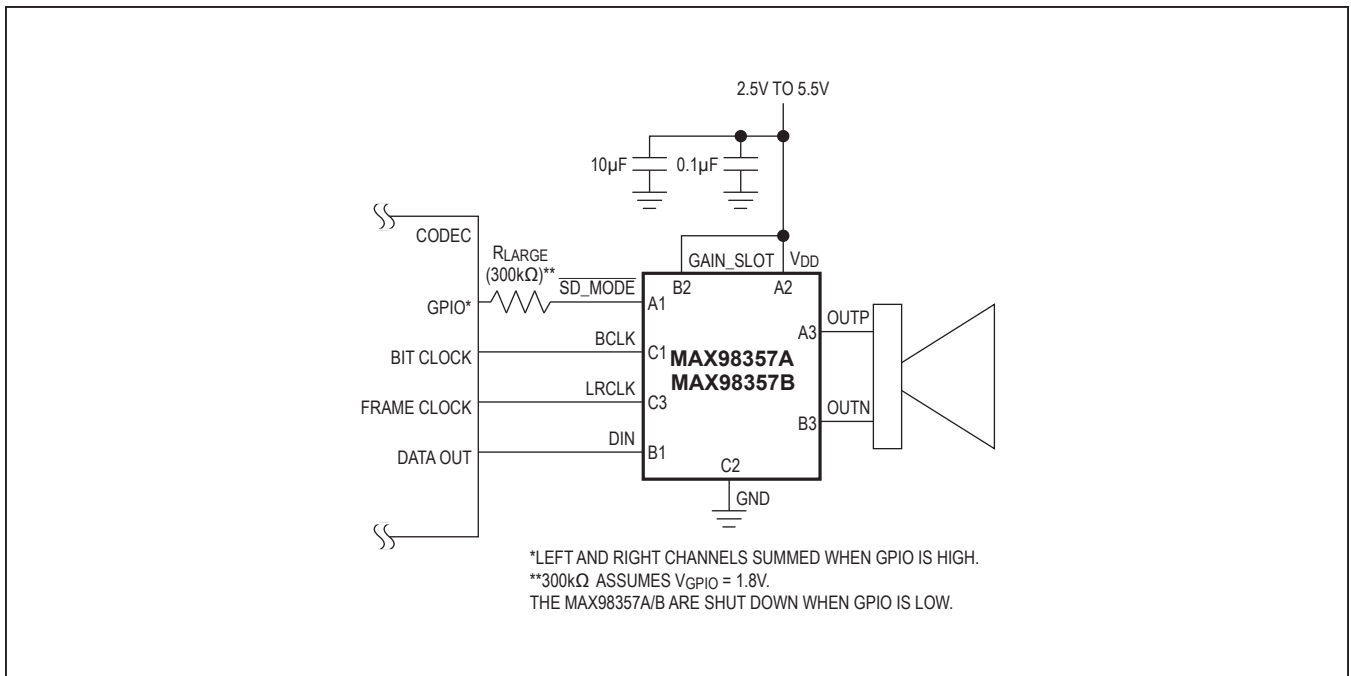 2.5V TO 5.5V
10µF
0.1µF
CODEC
RLARGE
(300kΩ)**
SD_MODE
GAIN_SLOT
VDD
B2
A2
GPIO*
A1
OUTP
A3
BIT CLOCK
BCLK
C1
MAX98357A
MAX98357B
FRAME CLOCK
LRCLK
C3
OUTN
B3
DATA OUT
DIN
B1
C2
GND
*LEFT AND RIGHT CHANNELS SUMMED WHEN GPIO IS HIGH.
**300kΩ ASSUMES VGPIO = 1.8V.
THE MAX98357A/B ARE SHUT DOWN WHEN GPIO IS LOW.